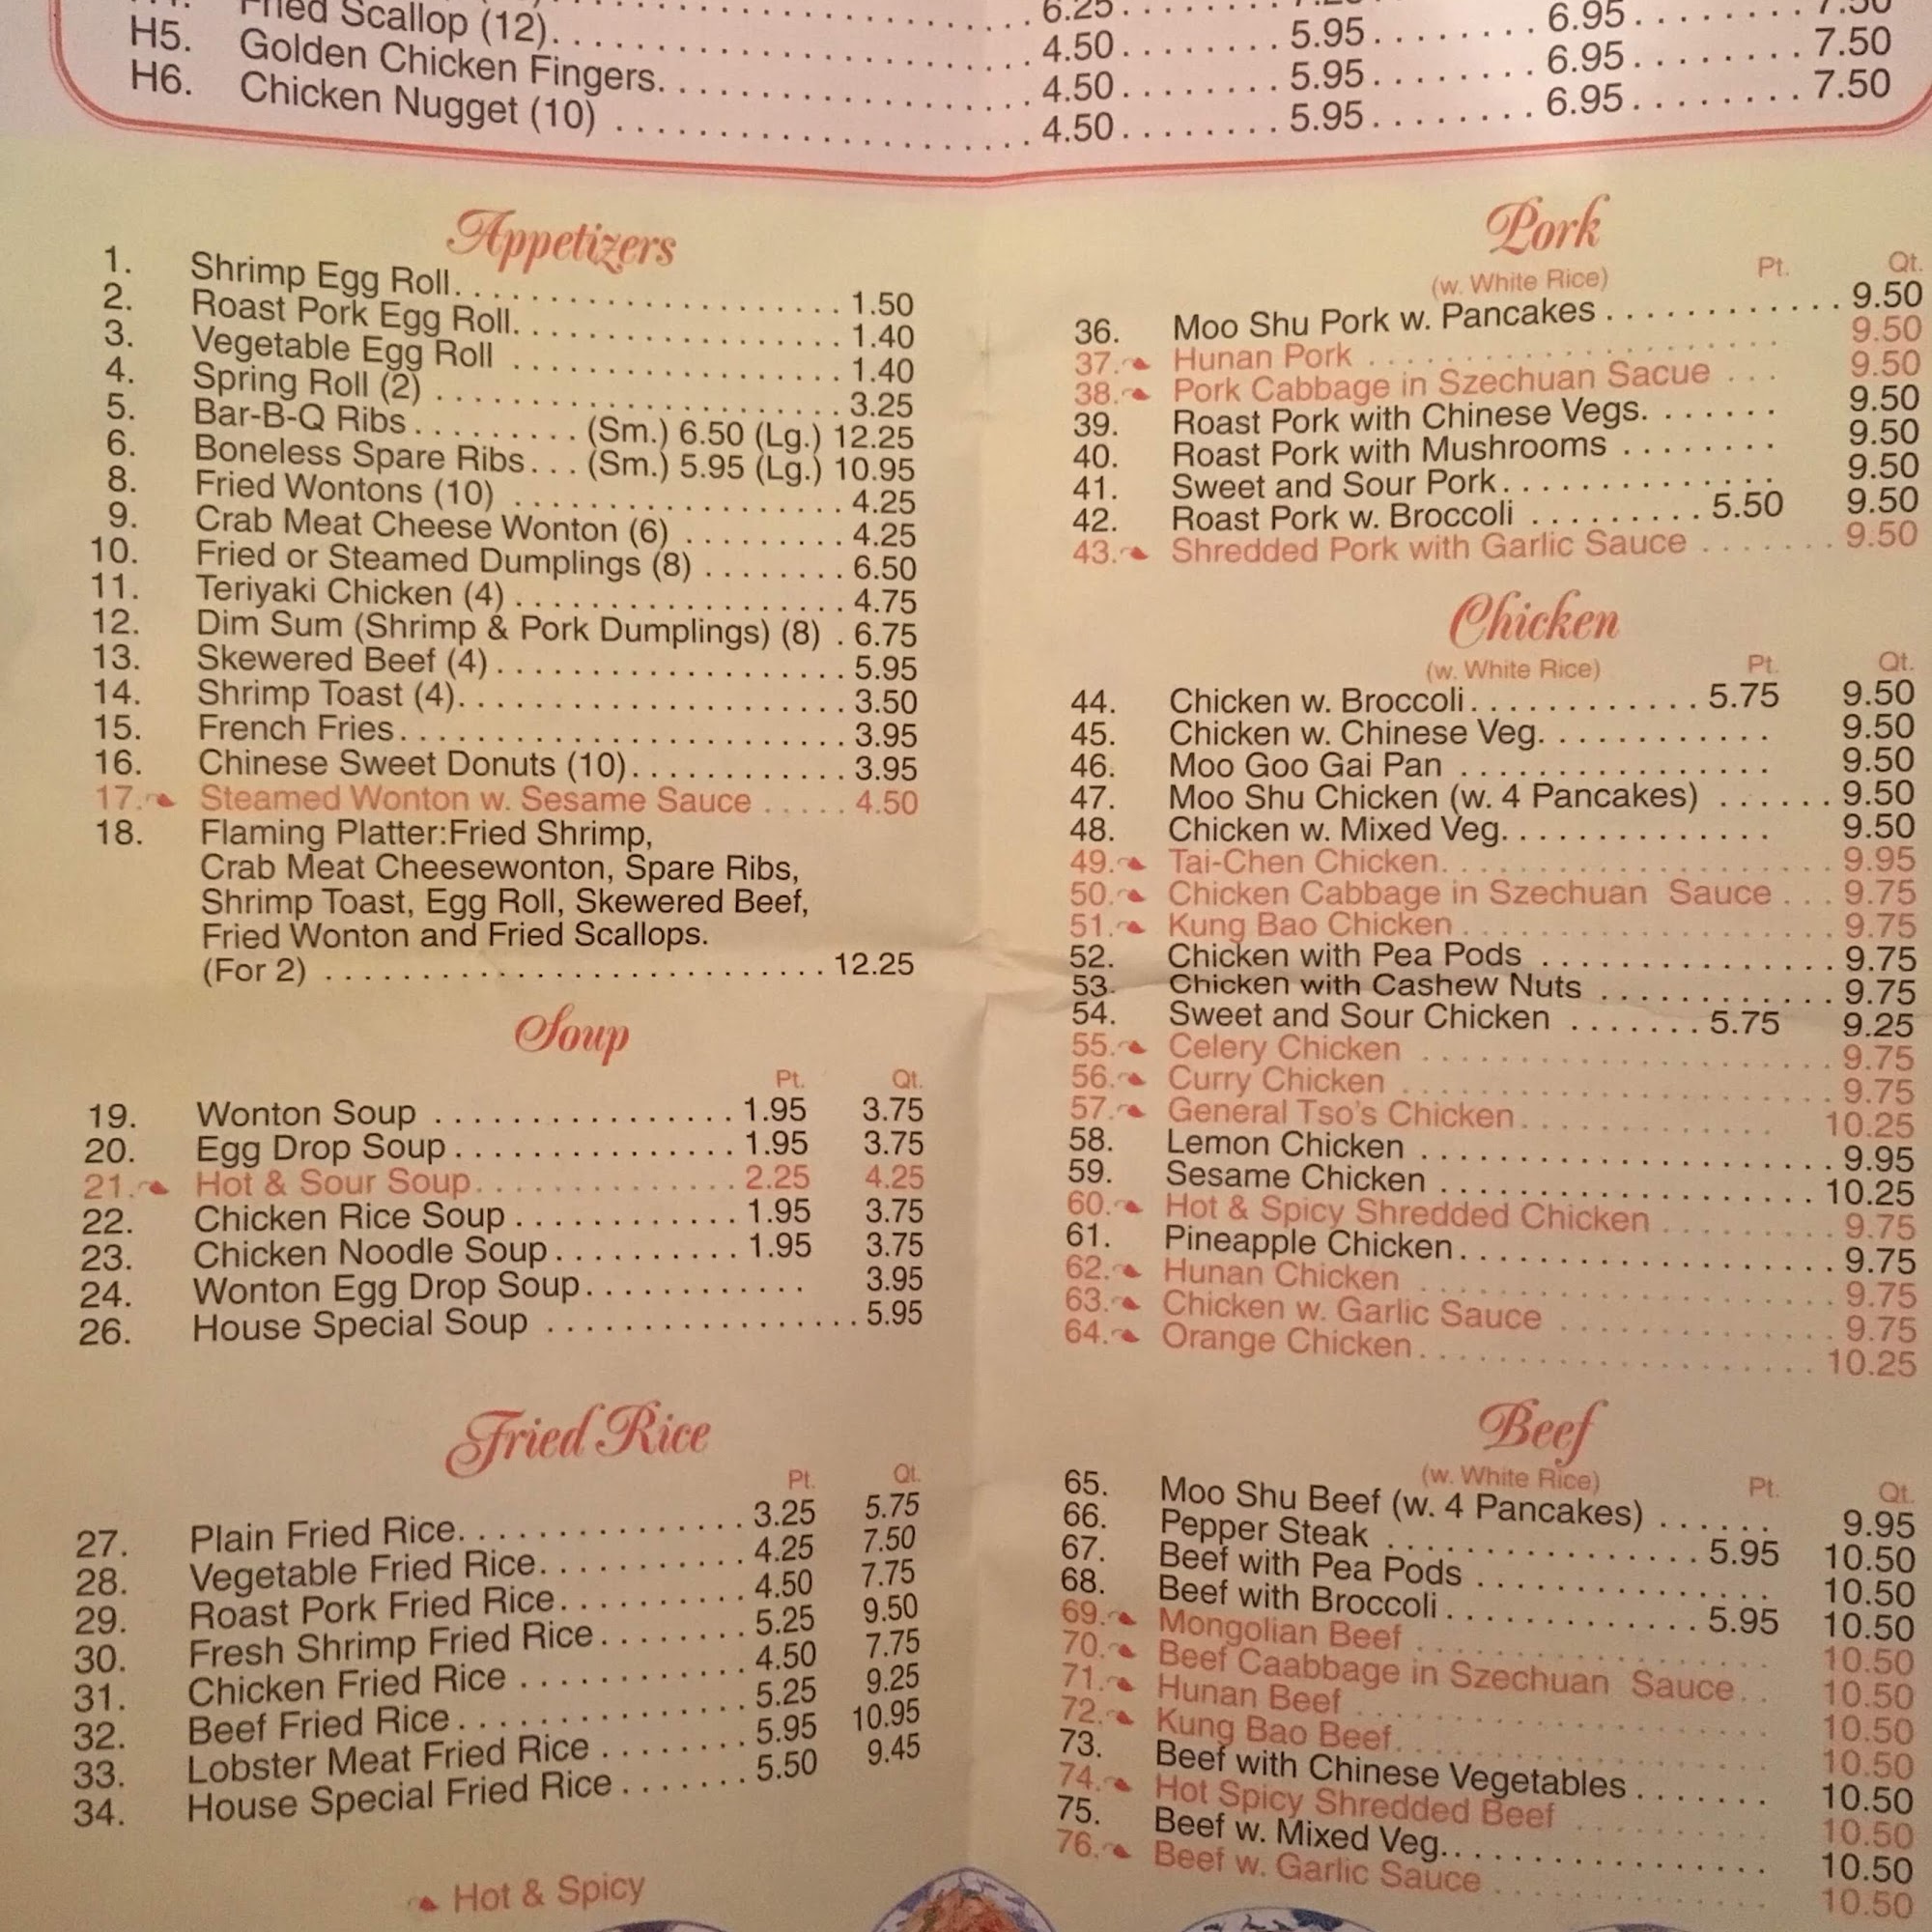 Fried Scallop (12) 6.25 6.95 7.50
H5. Golden Chicken Fingers 4.50 5.95 6.95 7.50
H6. Chicken Nugget (10) 4.50 5.95 6.95 7.50
4.50 5.95
Appetizers
1. Shrimp Egg Roll 1.50
2. Roast Pork Egg Roll 1.40
3. Vegetable Egg Roll 1.40
4. Spring Roll (2) 3.25
5. Bar-B-Q Ribs (Sm.) 6.50 (Lg.) 12.25
6. Boneless Spare Ribs (Sm.) 5.95 (Lg.) 10.95
8. Fried Wontons (10) 4.25
9. Crab Meat Cheese Wonton (6) 4.25
10. Fried or Steamed Dumplings (8) 6.50
11. Teriyaki Chicken (4) 4.75
12. Dim Sum (Shrimp & Pork Dumplings) (8) 6.75
13. Skewered Beef (4) 5.95
14. Shrimp Toast (4) 3.50
15. French Fries 3.95
16. Chinese Sweet Donuts (10) 3.95
17. Steamed Wonton w. Sesame Sauce 4.50
18. Flaming Platter:Fried Shrimp,
Crab Meat Cheesewonton, Spare Ribs,
Shrimp Toast, Egg Roll, Skewered Beef,
Fried Wonton and Fried Scallops.
(For 2) 12.25
Soup
Pt. Qt.
19. Wonton Soup 1.95 3.75
20. Egg Drop Soup 1.95 3.75
21. Hot & Sour Soup 2.25 4.25
22. Chicken Rice Soup 1.95 3.75
23. Chicken Noodle Soup 1.95 3.75
24. Wonton Egg Drop Soup 3.95
26. House Special Soup 5.95
Fried Rice
Pt. Qt.
27. Plain Fried Rice 3.25 5.75
28. Vegetable Fried Rice 4.25 7.50
29. Roast Pork Fried Rice 4.50 7.75
30. Fresh Shrimp Fried Rice 5.25 9.50
31. Chicken Fried Rice 4.50 7.75
32. Beef Fried Rice 5.25 9.25
33. Lobster Meat Fried Rice 5.95 10.95
34. House Special Fried Rice 5.50 9.45
Hot & Spicy
Pork
(w. White Rice) Pt. Qt.
36. Moo Shu Pork w. Pancakes 9.50
37. Hunan Pork 9.50
38. Pork Cabbage in Szechuan Sacue 9.50
39. Roast Pork with Chinese Vegs. 9.50
40. Roast Pork with Mushrooms 9.50
41. Sweet and Sour Pork 9.50
42. Roast Pork w. Broccoli 5.50 9.50
43. Shredded Pork with Garlic Sauce 9.50
Chicken
(w. White Rice) Pt. Qt.
44. Chicken w. Broccoli 5.75 9.50
45. Chicken w. Chinese Veg. 9.50
46. Moo Goo Gai Pan 9.50
47. Moo Shu Chicken (w. 4 Pancakes) 9.50
48. Chicken w. Mixed Veg. 9.50
49. Tai-Chen Chicken 9.95
50. Chicken Cabbage in Szechuan Sauce 9.75
51. Kung Bao Chicken 9.75
52. Chicken with Pea Pods 9.75
53. Chicken with Cashew Nuts 9.75
54. Sweet and Sour Chicken 5.75 9.25
55. Celery Chicken 9.75
56. Curry Chicken 9.75
57. General Tso's Chicken 10.25
58. Lemon Chicken 9.95
59. Sesame Chicken 10.25
60. Hot & Spicy Shredded Chicken 9.75
61. Pineapple Chicken 9.75
62. Hunan Chicken 9.75
63. Chicken w. Garlic Sauce 9.75
64. Orange Chicken 10.25
Beef
(w. White Rice) Pt. Qt.
65. Moo Shu Beef (w. 4 Pancakes) 9.95
66. Pepper Steak 5.95 10.50
67. Beef with Pea Pods 10.50
68. Beef with Broccoli 5.95 10.50
69. Mongolian Beef 10.50
70. Beef Caabbage in Szechuan Sauce 10.50
71. Hunan Beef 10.50
72. Kung Bao Beef 10.50
73. Beef with Chinese Vegetables 10.50
74. Hot Spicy Shredded Beef 10.50
75. Beef w. Mixed Veg. 10.50
76. Beef w. Garlic Sauce 10.50